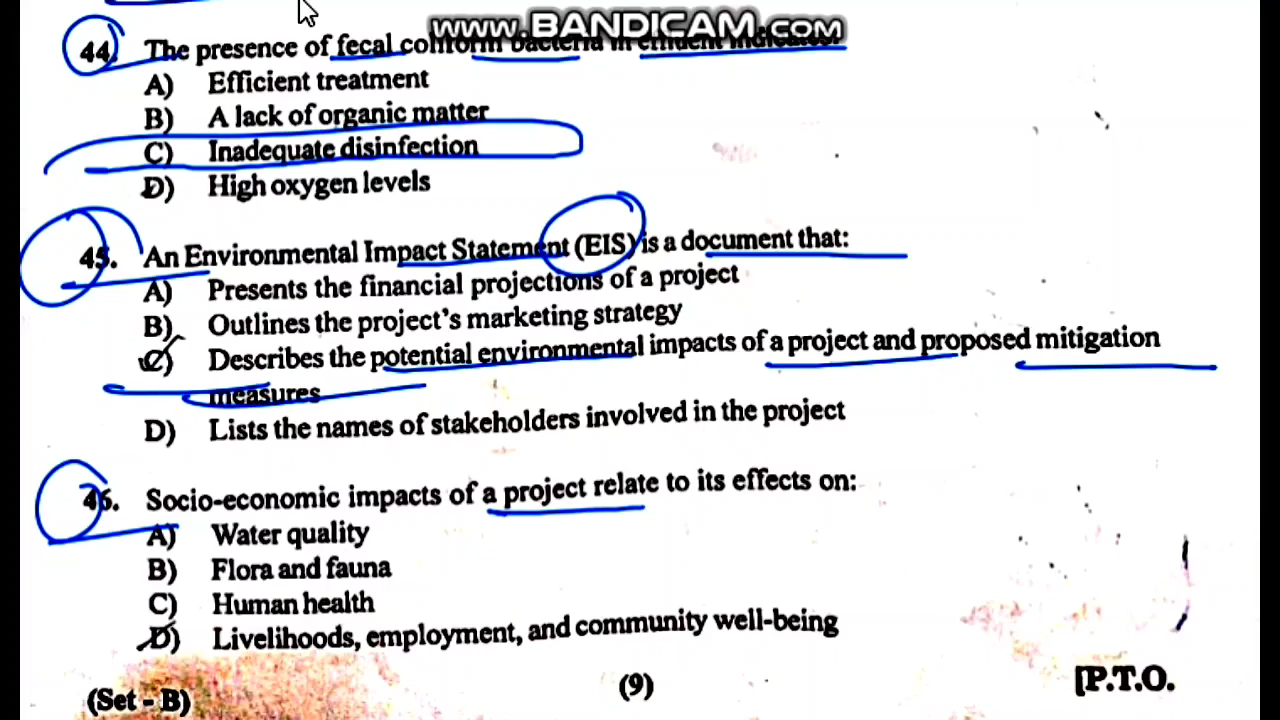 www.BANDICAM.com
44. The presence of fecal coliform bacteria in effluent indicates:
A) Efficient treatment
B) A lack of organic matter
C) Inadequate disinfection
D) High oxygen levels
45. An Environmental Impact Statement (EIS) is a document that:
A) Presents the financial projections of a project
B) Outlines the project's marketing strategy
C) Describes the potential environmental impacts of a project and proposed mitigation
measures
D) Lists the names of stakeholders involved in the project
46. Socio-economic impacts of a project relate to its effects on:
A) Water quality
B) Flora and fauna
C) Human health
D) Livelihoods, employment, and community well-being
(Set - B)
(9)
[P.T.O.